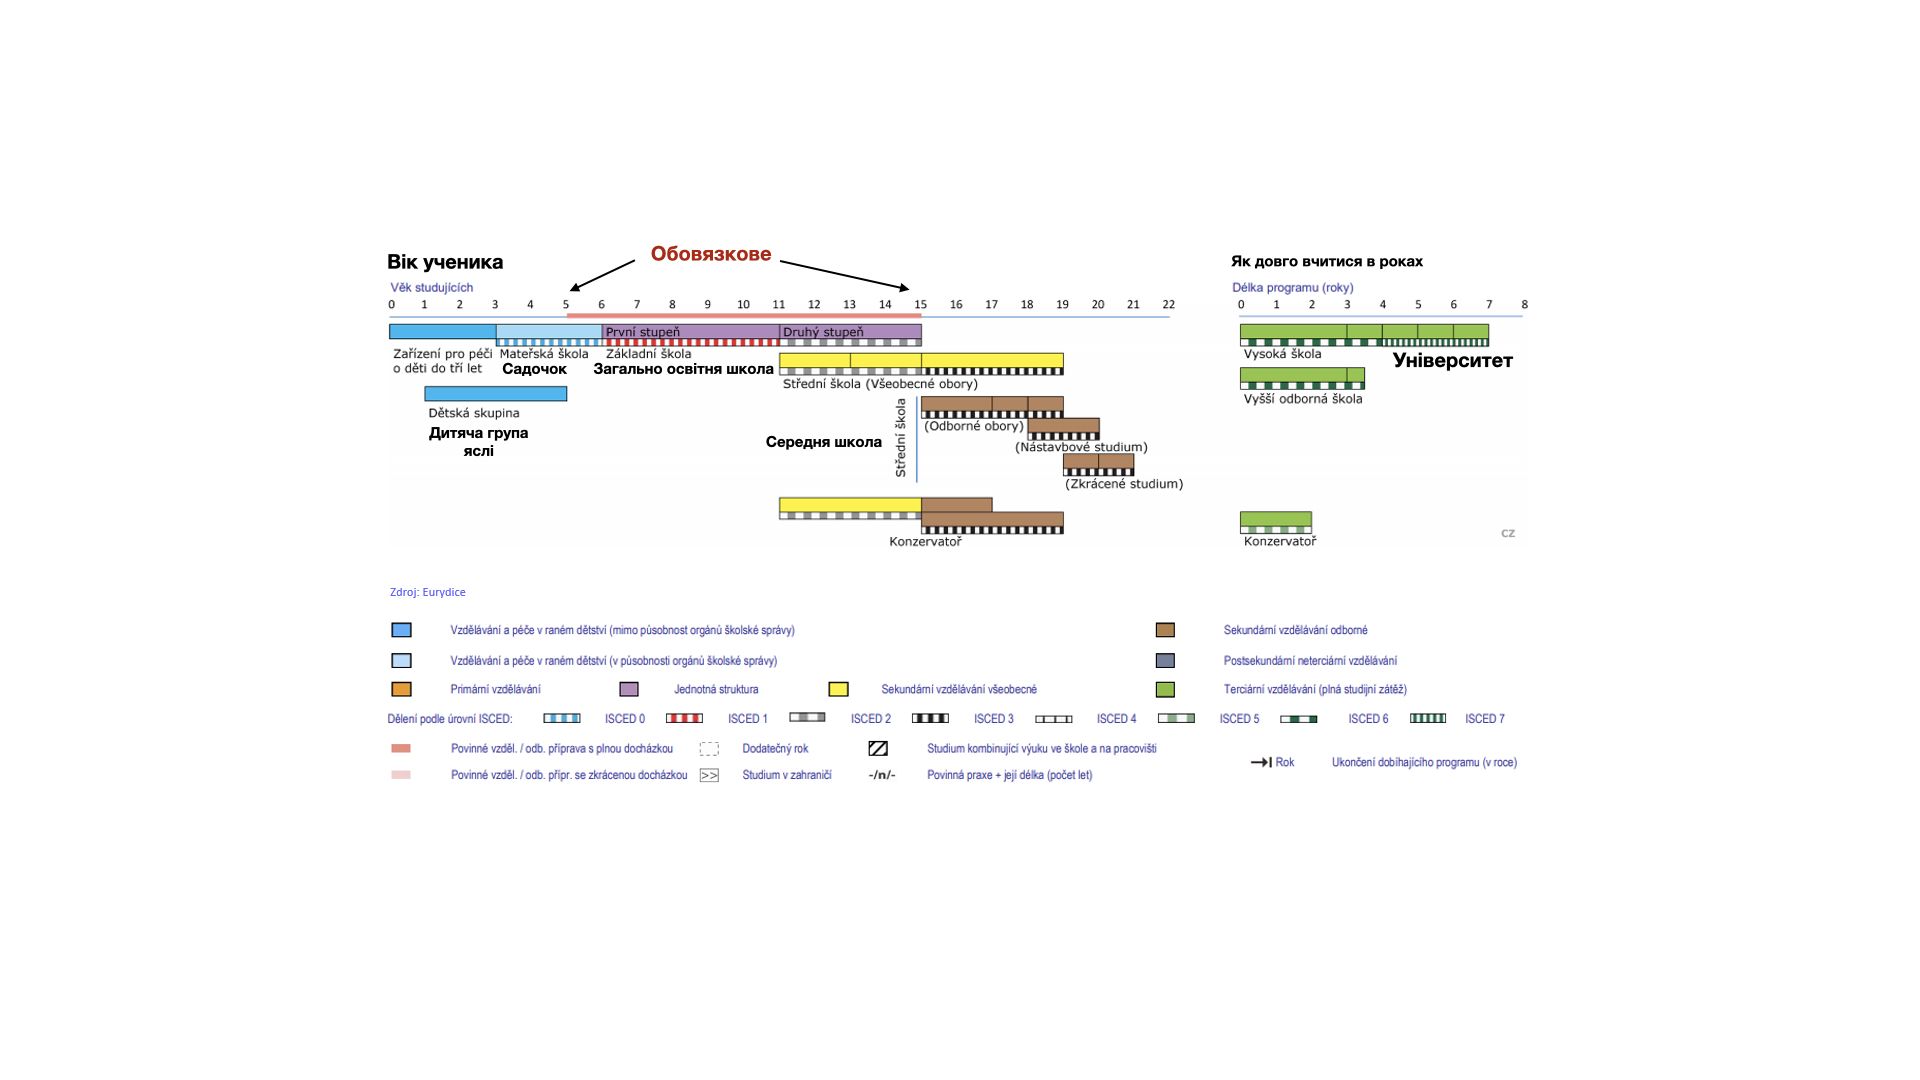 Вік ученика
Обовязкове
Як довго вчитися в роках
Věk studujících
Délka programu (roky)
0 1 2 3 4 5 6 7 8 9 10 11 12 13 14 15 16 17 18 19 20 21 22
0 1 2 3 4 5 6 7 8
První stupeň
Druhý stupeň
Zařízení pro péči
o děti do tří let
Mateřská škola
Základní škola
Садочок
Загально освітня школа
Střední škola (Všeobecné obory)
Vysoká škola
Університет
Dětská skupina
Дитяча група
яслі
Vyšší odborná škola
Střední škola
(Odborné obory)
Середня школа
(Nástavbové studium)
(Zkrácené studium)
Konzervatoř
Konzervatoř
CZ
Zdroj: Eurydice
Vzdělávání a péče v raném dětství (mimo působnost orgánů školské správy)
Sekundární vzdělávání odborné
Vzdělávání a péče v raném dětství (v působnosti orgánů školské správy)
Postsekundární neterciární vzdělávání
Primární vzdělávání
Jednotná struktura
Sekundární vzdělávání všeobecné
Terciární vzdělávání (plná studijní zátěž)
Dělení podle úrovní ISCED: ISCED 0 ISCED 1 ISCED 2 ISCED 3 ISCED 4 ISCED 5 ISCED 6 ISCED 7
Povinné vzděl. / odb. příprava s plnou docházkou
Dodatečný rok
Studium kombinující výuku ve škole a na pracovišti
Rok Ukončení dobíhajícího programu (v roce)
Povinné vzděl. / odb. přípr. se zkrácenou docházkou
>> Studium v zahraničí
-/n/- Povinná praxe + její délka (počet let)